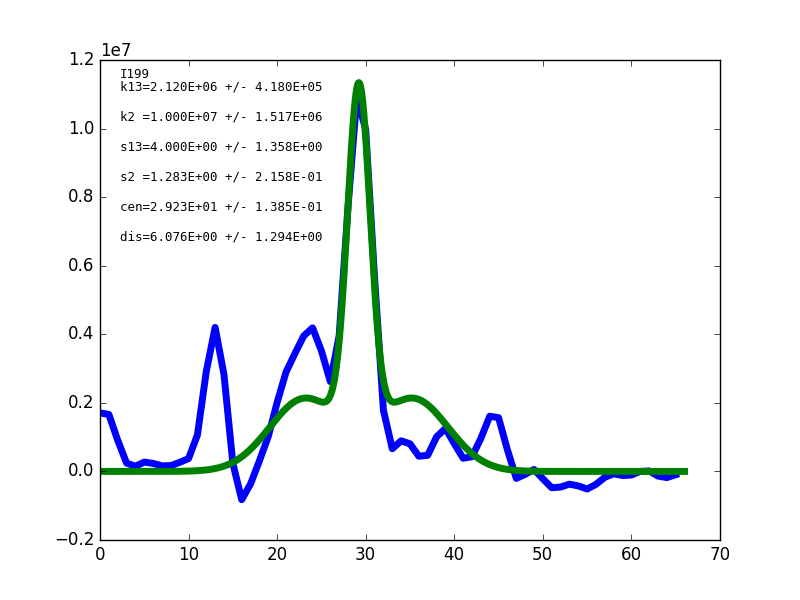 1e7
1.2
1.0
0.8
0.6
0.4
0.2
0.0
−0.2
0 10 20 30 40 50 60 70
I199
k13=2.120E+06 +/- 4.180E+05
k2 =1.000E+07 +/- 1.517E+06
s13=4.000E+00 +/- 1.358E+00
s2 =1.283E+00 +/- 2.158E-01
cen=2.923E+01 +/- 1.385E-01
dis=6.076E+00 +/- 1.294E+00